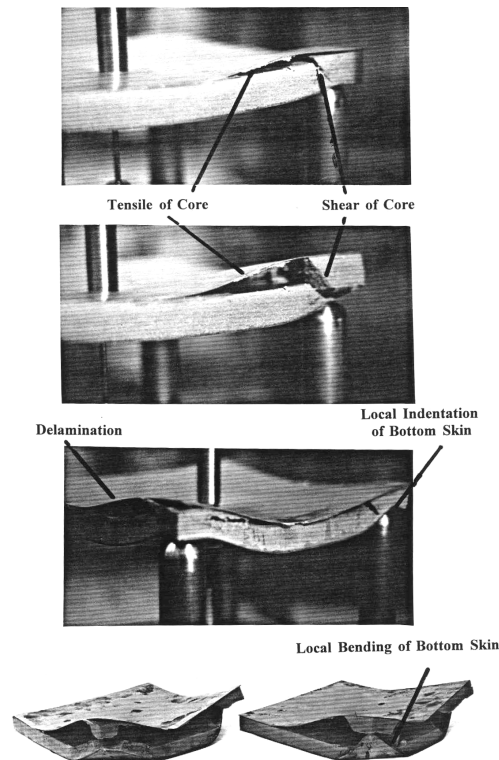 Tensile of Core
Shear of Core
Delamination
Local Indentation
of Bottom Skin
Local Bending of Bottom Skin